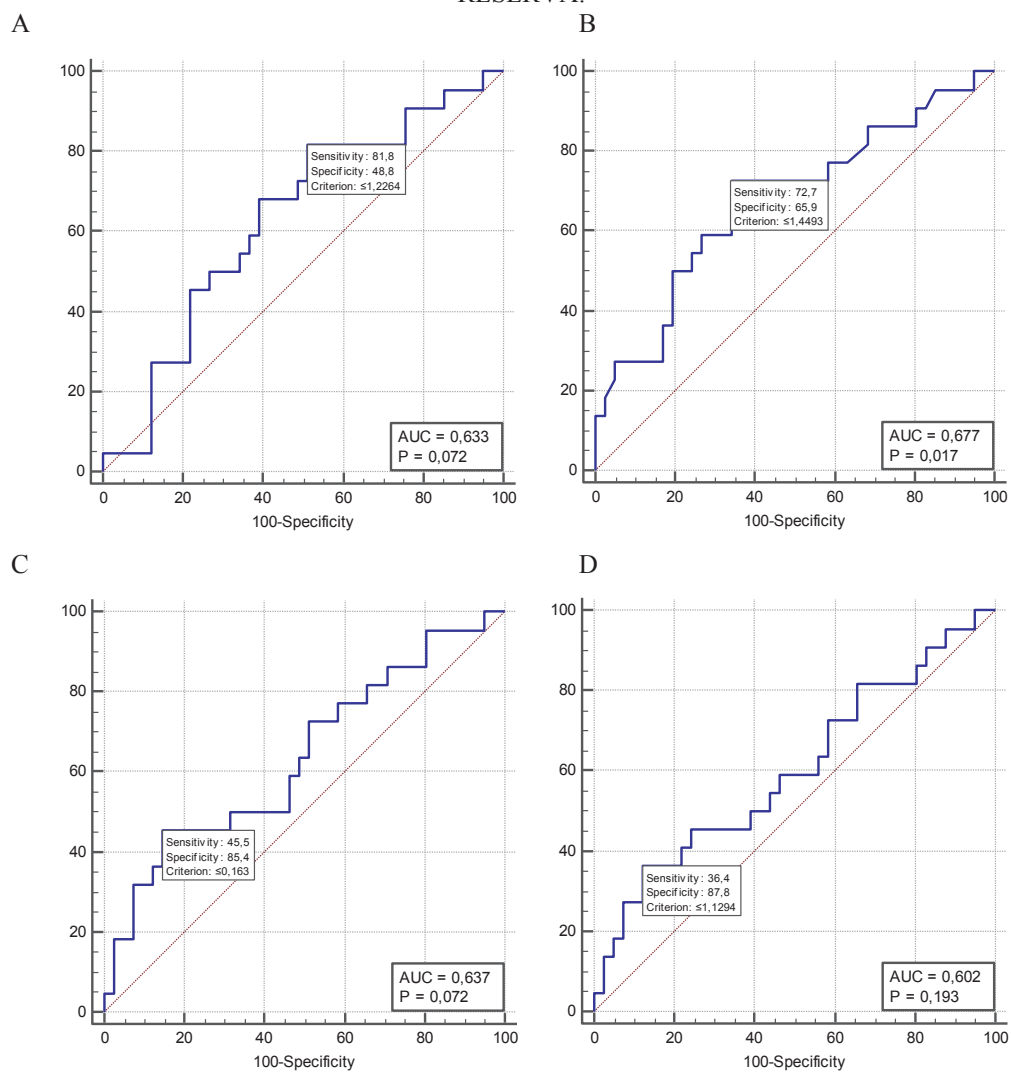 A
B
100
80
60
40
20
0
Sensitivity: 81,8
Specificity: 48,8
Criterion: ≤1,2264
AUC = 0,633
P = 0,072
0 20 40 60 80 100
100-Specificity
100
80
60
40
20
0
Sensitivity: 72,7
Specificity: 65,9
Criterion: ≤1,4493
AUC = 0,677
P = 0,017
0 20 40 60 80 100
100-Specificity
C
D
100
80
60
40
20
0
Sensitivity: 45,5
Specificity: 85,4
Criterion: ≤0,163
AUC = 0,637
P = 0,072
0 20 40 60 80 100
100-Specificity
100
80
60
40
20
0
Sensitivity: 36,4
Specificity: 87,8
Criterion: ≤1,1294
AUC = 0,602
P = 0,193
0 20 40 60 80 100
100-Specificity